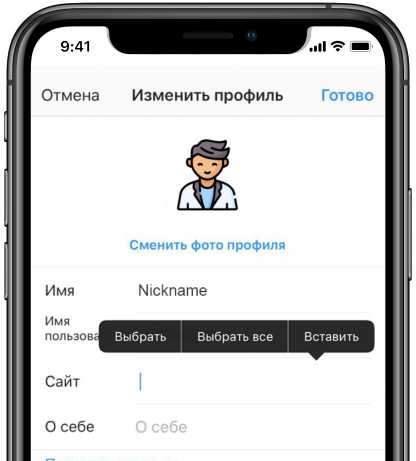 9:41
Отмена Изменить профиль Готово
Сменить фото профиля
Имя Nickname
Имя
пользова
Выбрать Выбрать все Вставить
Сайт
О себе О себе